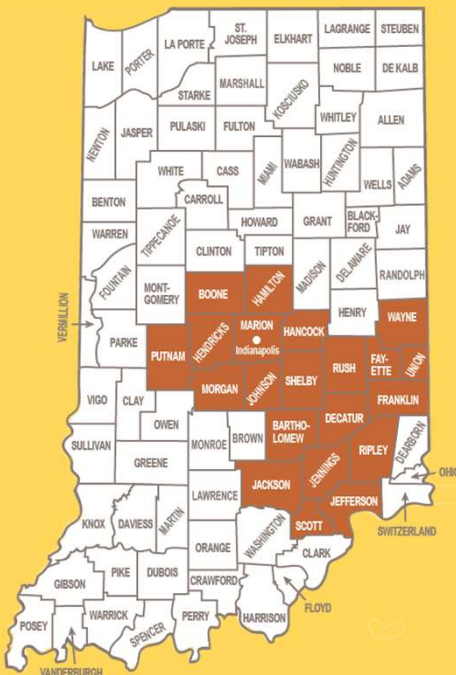 ST.
JOSEPH
ELKHART
LAGRANGE
STEUBEN
LA PORTE
PORTER
LAKE
NOBLE
DE KALB
MARSHALL
KOSCIUSKO
STARKE
WHITLEY
ALLEN
NEWTON
JASPER
PULASKI
FULTON
WABASH
HUNTINGTON
MIAMI
WHITE
CASS
WELLS
ADAMS
CARROLL
BENTON
GRANT
BLACK-
FORD
JAY
HOWARD
WARREN
TIPPECANOE
CLINTON
TIPTON
MADISON
DELAWARE
RANDOLPH
FOUNTAIN
MONT-
GOMERY
BOONE
HAMILTON
HENRY
WAYNE
VERMILLION
PARKE
PUTNAM
HENDRICKS
MARION
Indianapolis
HANCOCK
RUSH
FAY-
ETTE
UNION
VIGO
CLAY
MORGAN
JOHNSON
SHELBY
FRANKLIN
OWEN
DECATUR
SULLIVAN
GREENE
MONROE
BROWN
BARTHO-
LOMEW
RIPLEY
DEARBORN
OHIO
JACKSON
JENNINGS
LAWRENCE
JEFFERSON
SWITZERLAND
KNOX
DAVIESS
MARTIN
WASHINGTON
SCOTT
ORANGE
CLARK
GIBSON
PIKE
DUBOIS
CRAWFORD
FLOYD
POSEY
WARRICK
SPENCER
PERRY
HARRISON
VANDERBURGH